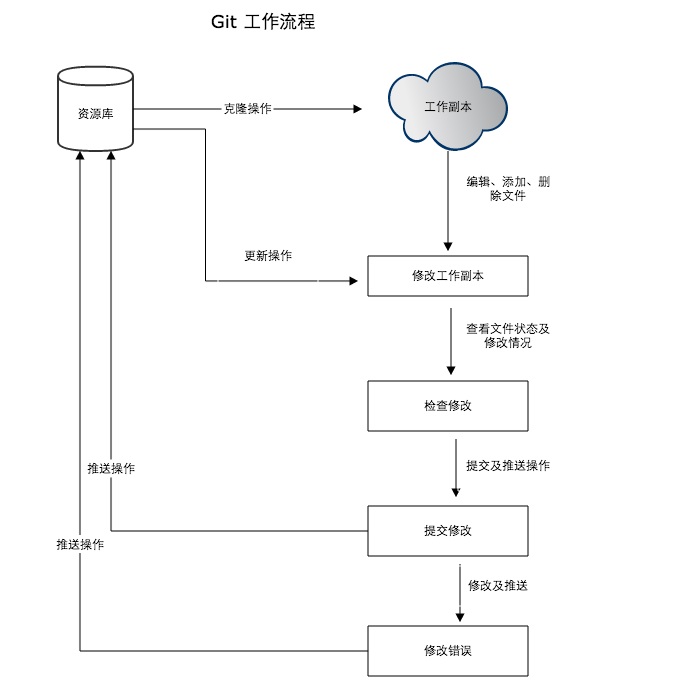 Git 工作流程
资源库
克隆操作
工作副本
编辑、添加、删
除文件
更新操作
修改工作副本
查看文件状态及
修改情况
检查修改
推送操作
提交及推送操作
提交修改
推送操作
修改及推送
修改错误